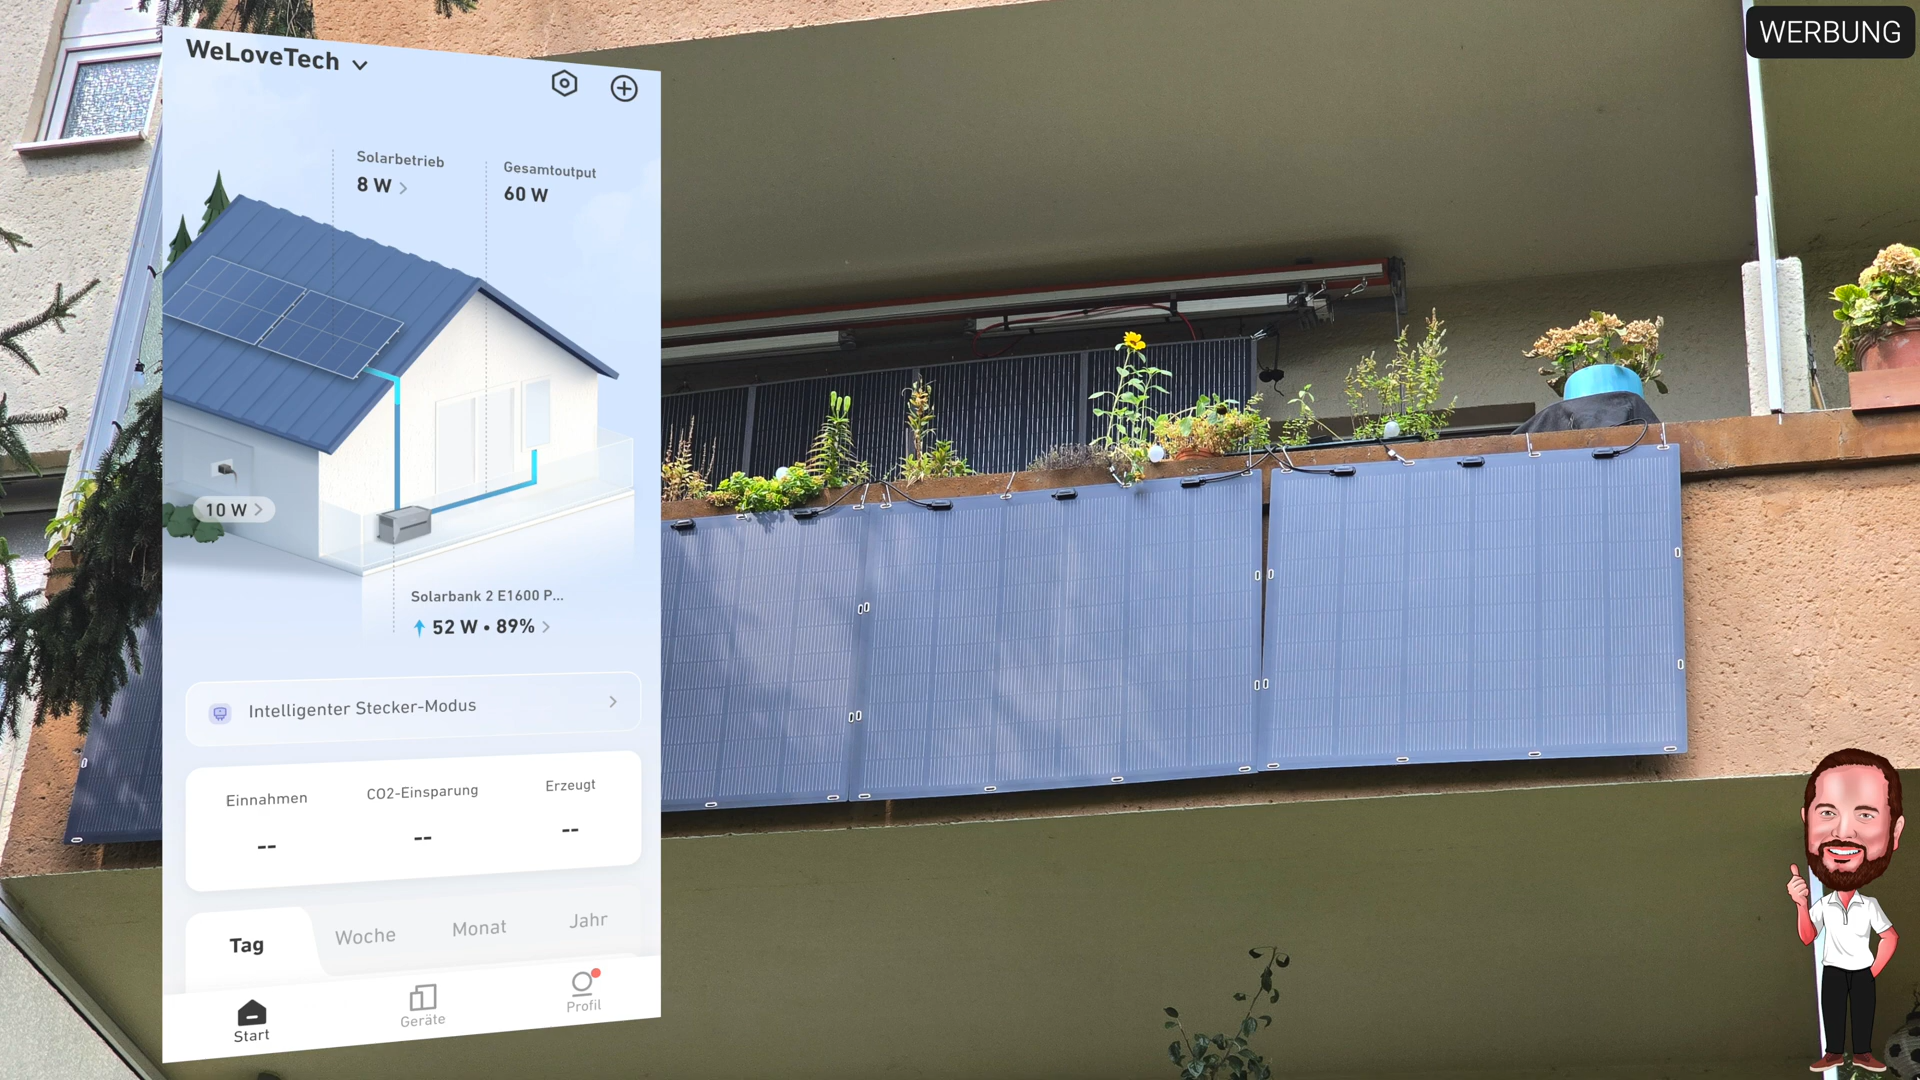 WERBUNG
WeLoveTech
Solarbetrieb
8 W
Gesamtoutput
60 W
10 W
Solarbank 2 E1600 P...
52 W • 89%
Intelligenter Stecker-Modus
Einnahmen
CO2-Einsparung
Erzeugt
--
--
--
Tag
Woche
Monat
Jahr
Start
Geräte
Profil